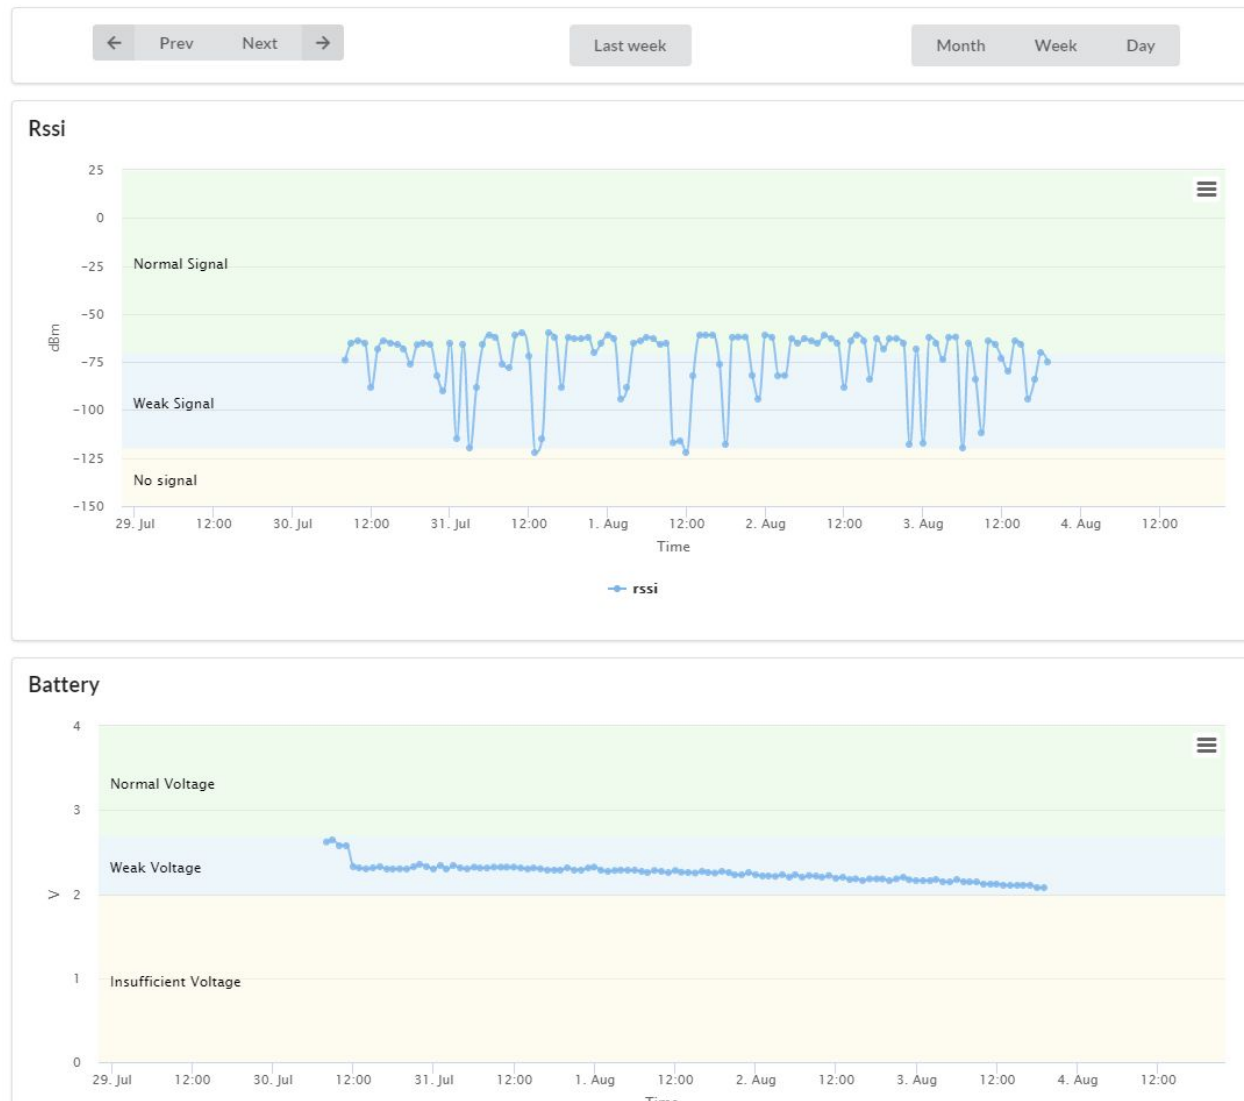 ← Prev Next →
Last week
Month Week Day
Rssi
25
0
−25
−50
−75
−100
−125
−150
dBm
Normal Signal
Weak Signal
No signal
29. Jul 12:00 30. Jul 12:00 31. Jul 12:00 1. Aug 12:00 2. Aug 12:00 3. Aug 12:00 4. Aug 12:00
Time
rssi
Battery
4
3
2
1
0
V
Normal Voltage
Weak Voltage
Insufficient Voltage
29. Jul 12:00 30. Jul 12:00 31. Jul 12:00 1. Aug 12:00 2. Aug 12:00 3. Aug 12:00 4. Aug 12:00
Time